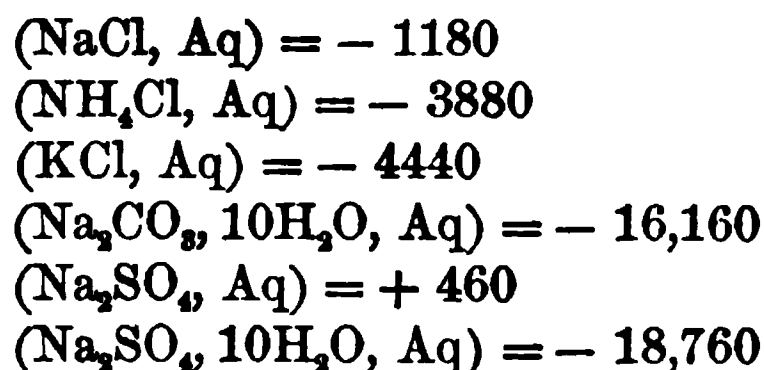 (NaCl, Aq) = − 1180
(NH₄Cl, Aq) = − 3880
(KCl, Aq) = − 4440
(Na₂CO₃, 10H₂O, Aq) = − 16,160
(Na₂SO₄, Aq) = + 460
(Na₂SO₄, 10H₂O, Aq) = − 18,760